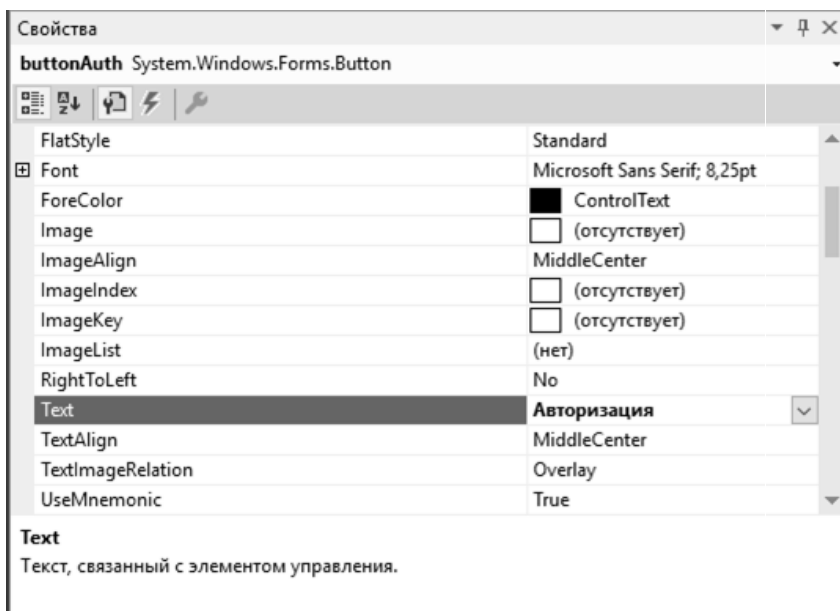 Свойства
buttonAuth System.Windows.Forms.Button
FlatStyle Standard
Font Microsoft Sans Serif; 8,25pt
ForeColor ControlText
Image (отсутствует)
ImageAlign MiddleCenter
ImageIndex (отсутствует)
ImageKey (отсутствует)
ImageList (нет)
RightToLeft No
Text Авторизация
TextAlign MiddleCenter
TextImageRelation Overlay
UseMnemonic True
Text
Текст, связанный с элементом управления.